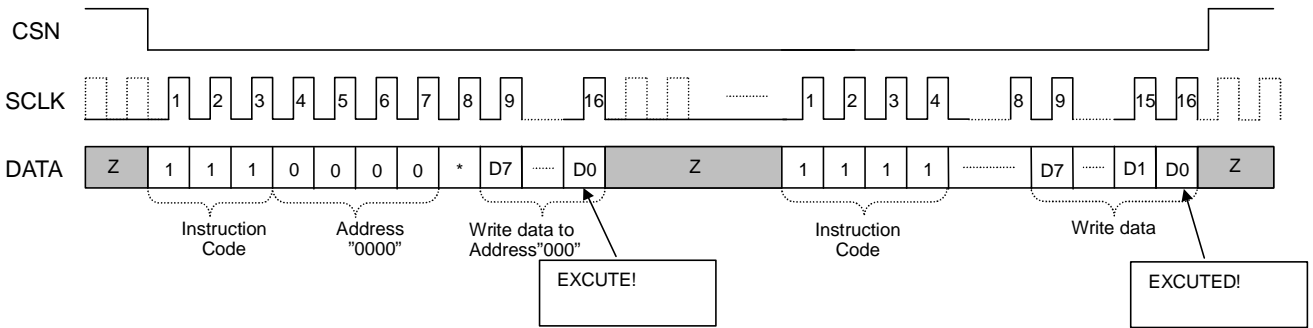 CSN
SCLK 1 2 3 4 5 6 7 8 9 16 1 2 3 4 8 9 15 16
DATA Z 1 1 1 0 0 0 0 * D7 D0 Z 1 1 1 1 D7 D1 D0 Z
Instruction Code
Address "0000"
Write data to Address"000"
Instruction Code
Write data
EXCUTE!
EXCUTED!